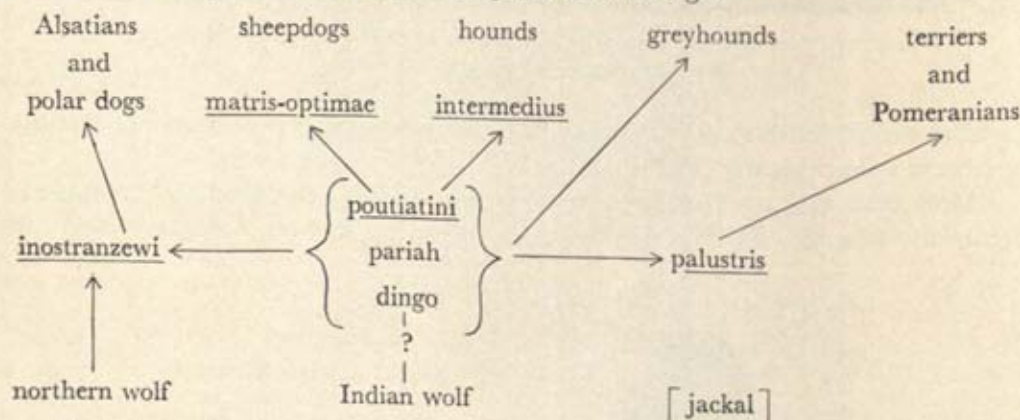 Alsatians
and
polar dogs
sheepdogs
matris-optimae
hounds
intermedius
greyhounds
terriers
and
Pomeranians
inostranzewi
poutiatini
pariah
dingo
?
palustris
northern wolf
Indian wolf
[jackal]